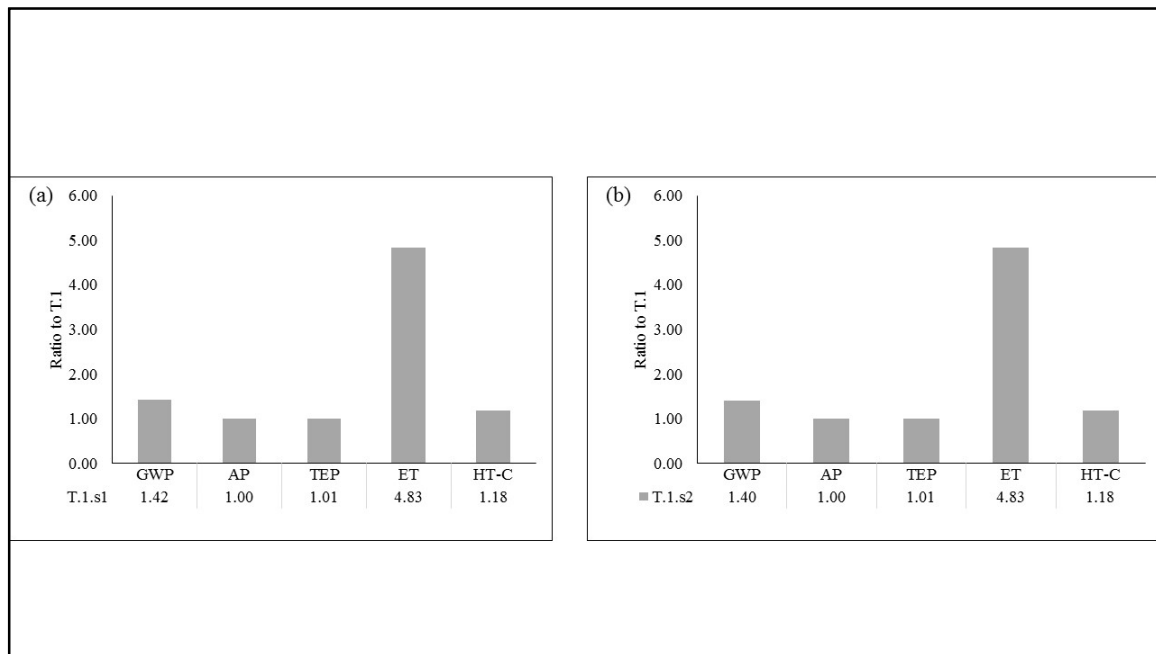 (a)
6.00
5.00
4.00
3.00
2.00
1.00
0.00
Ratio to T.1
GWP AP TEP ET HT-C
T.1.s1 1.42 1.00 1.01 4.83 1.18
(b)
6.00
5.00
4.00
3.00
2.00
1.00
0.00
Ratio to T.1
GWP AP TEP ET HT-C
T.1.s2 1.40 1.00 1.01 4.83 1.18